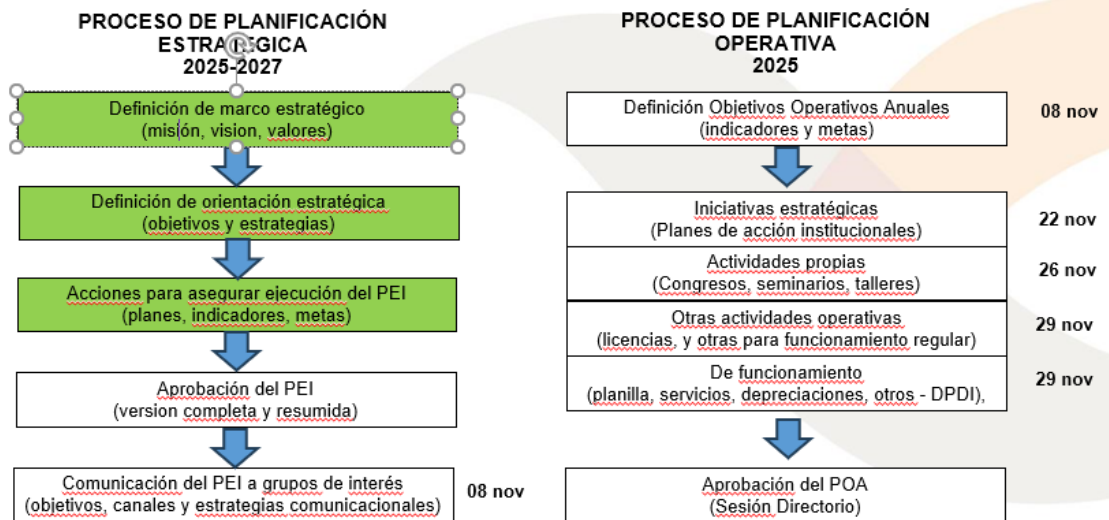 PROCESO DE PLANIFICACIÓN
ESTRATEGICA
2025-2027
Definición de marco estratégico
(misión, vision, valores)
Definición de orientación estratégica
(objetivos y estrategias)
Acciones para asegurar ejecución del PEI
(planes, indicadores, metas)
Aprobación del PEI
(version completa y resumida)
Comunicación del PEI a grupos de interés
(objetivos, canales y estrategias comunicacionales)
08 nov
PROCESO DE PLANIFICACIÓN
OPERATIVA
2025
Definición Objetivos Operativos Anuales
(indicadores y metas)
08 nov
Iniciativas estratégicas
(Planes de acción institucionales)
22 nov
Actividades propias
(Congresos, seminarios, talleres)
26 nov
Otras actividades operativas
(licencias, y otras para funcionamiento regular)
29 nov
De funcionamiento
(planilla, servicios, depreciaciones, otros - DPDI),
29 nov
Aprobación del POA
(Sesión Directorio)